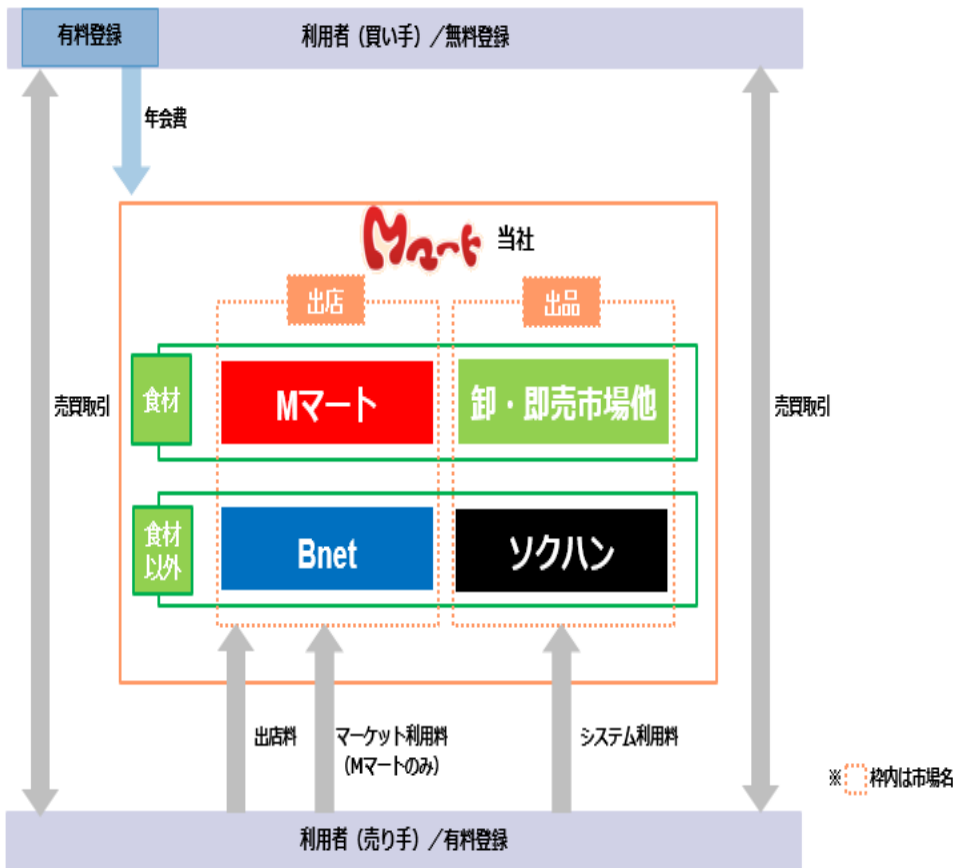 有料登録
利用者（買い手）／無料登録
年会費
Mマート 当社
出店
出品
食材
Mマート
卸・即売市場他
売買取引
売買取引
食材
以外
Bnet
ソクハン
出店料
マーケット利用料
（Mマートのみ）
システム利用料
※ 枠内は市場名
利用者（売り手）／有料登録